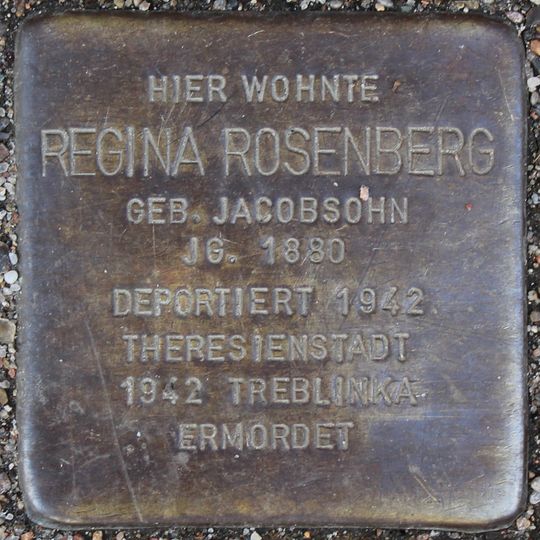 HIER WOHNTE
REGINA ROSENBERG
GEB. JACOBSOHN
JG. 1880
DEPORTIERT 1942
THERESIENSTADT
1942 TREBLINKA
ERMORDET